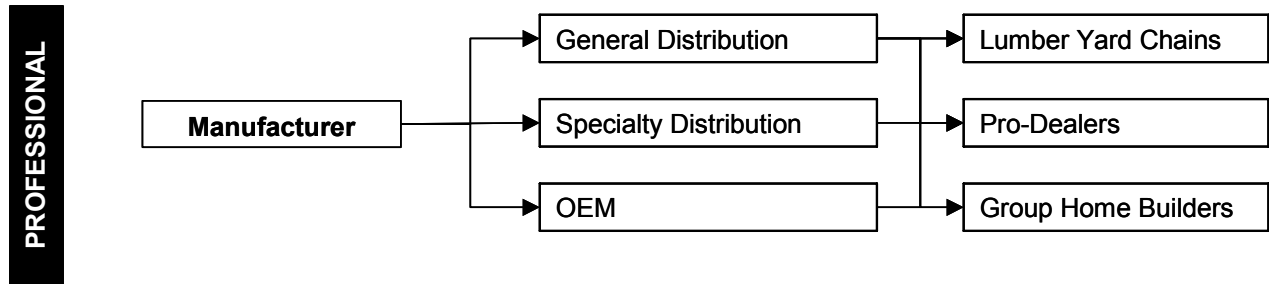 PROFESSIONAL
Manufacturer
General Distribution
Specialty Distribution
OEM
Lumber Yard Chains
Pro-Dealers
Group Home Builders